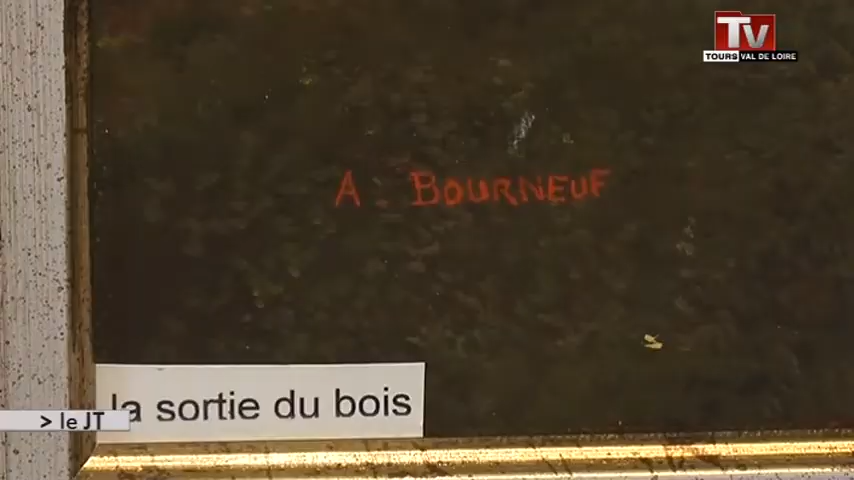 TV
TOURS VAL DE LOIRE
A. BOURNEUF
la sortie du bois
> le JT